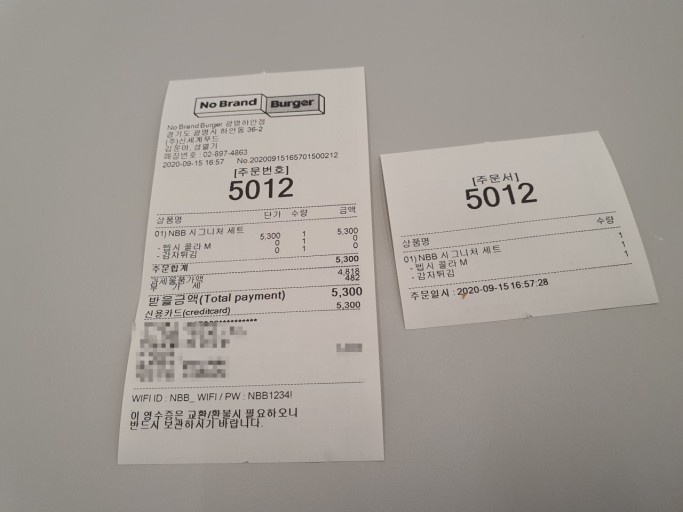 No Brand Burger
No Brand Burger 광명하안점
경기도 광명시 하안동 36-2
(주)신세계푸드
매장번호 : 02-897-4863
2020-09-15 16:57 No.20200915165701500212
[주문번호]
5012
상품명 단가 수량 금액
01) NBB 시그니처 세트 5,300 1 5,300
- 펩시 콜라 M 0 1 0
- 감자튀김 0 1 0
주문합계 5,300
과세물품가액 4,818
부 가 세 482
받을금액(Total payment) 5,300
신용카드(creditcard) 5,300
WIFI ID : NBB_ WIFI / PW : NBB1234!
이 영수증은 교환/환불시 필요하오니
반드시 보관하시기 바랍니다.
[주문서]
5012
상품명 수량
01) NBB 시그니처 세트 1
- 펩시 콜라 M 1
- 감자튀김 1
주문일시 : 2020-09-15 16:57:28